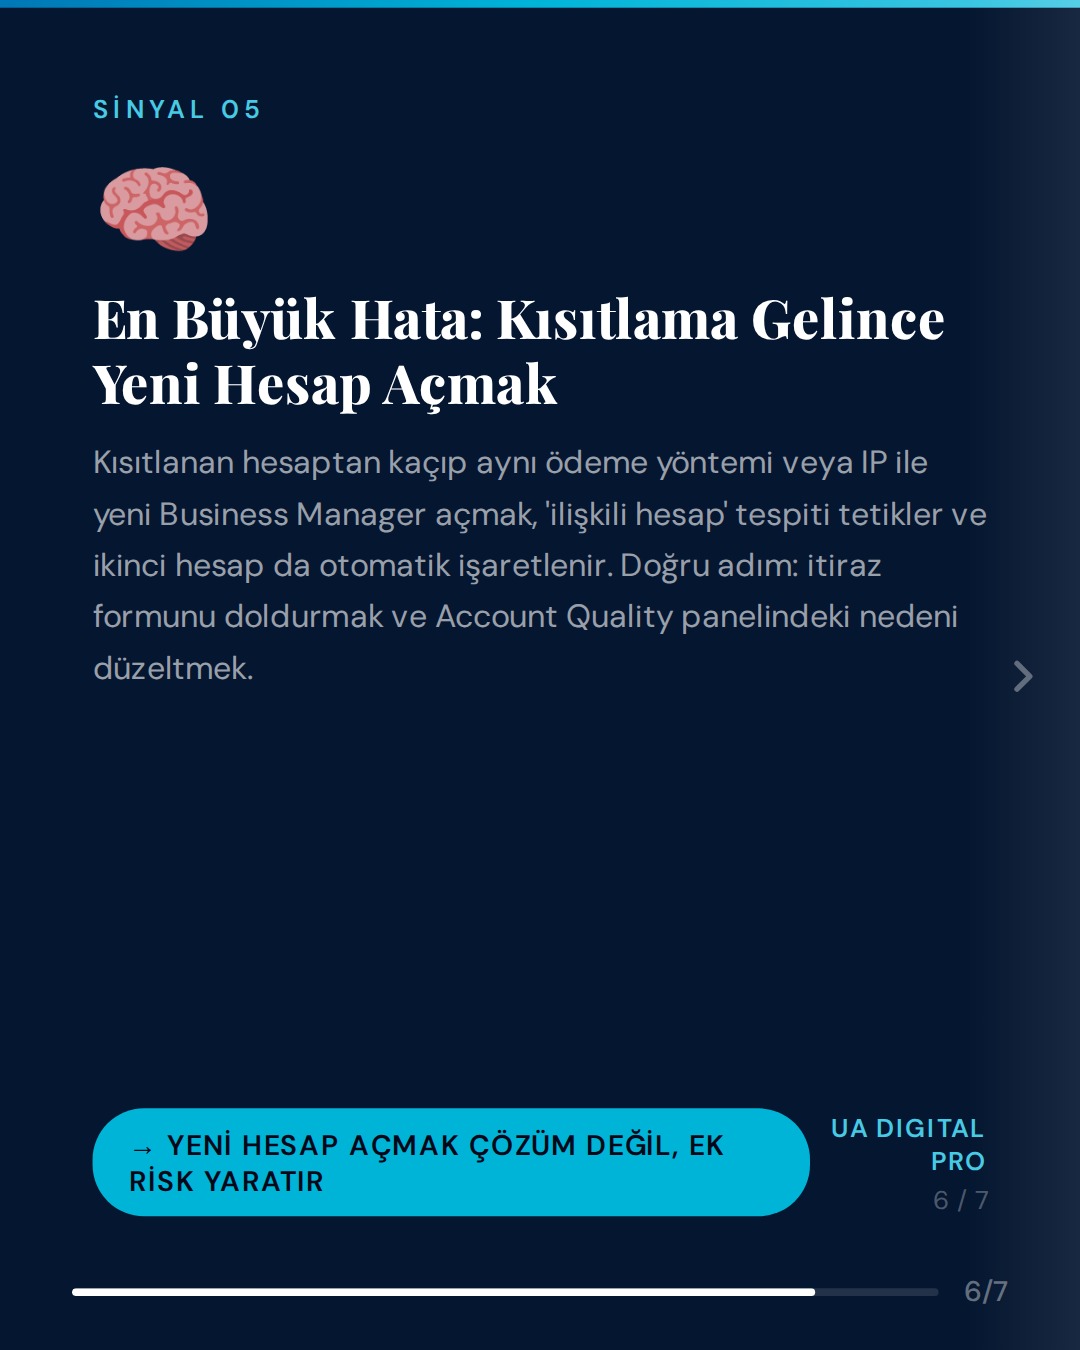 SİNYAL 05
En Büyük Hata: Kısıtlama Gelince
Yeni Hesap Açmak
Kısıtlanan hesaptan kaçıp aynı ödeme yöntemi veya IP ile
yeni Business Manager açmak, 'ilişkili hesap' tespiti tetikler ve
ikinci hesap da otomatik işaretlenir. Doğru adım: itiraz
formunu doldurmak ve Account Quality panelindeki nedeni
düzeltmek.
→ YENİ HESAP AÇMAK ÇÖZÜM DEĞİL, EK
RİSK YARATIR
UA DIGITAL
PRO
6 / 7
6/7